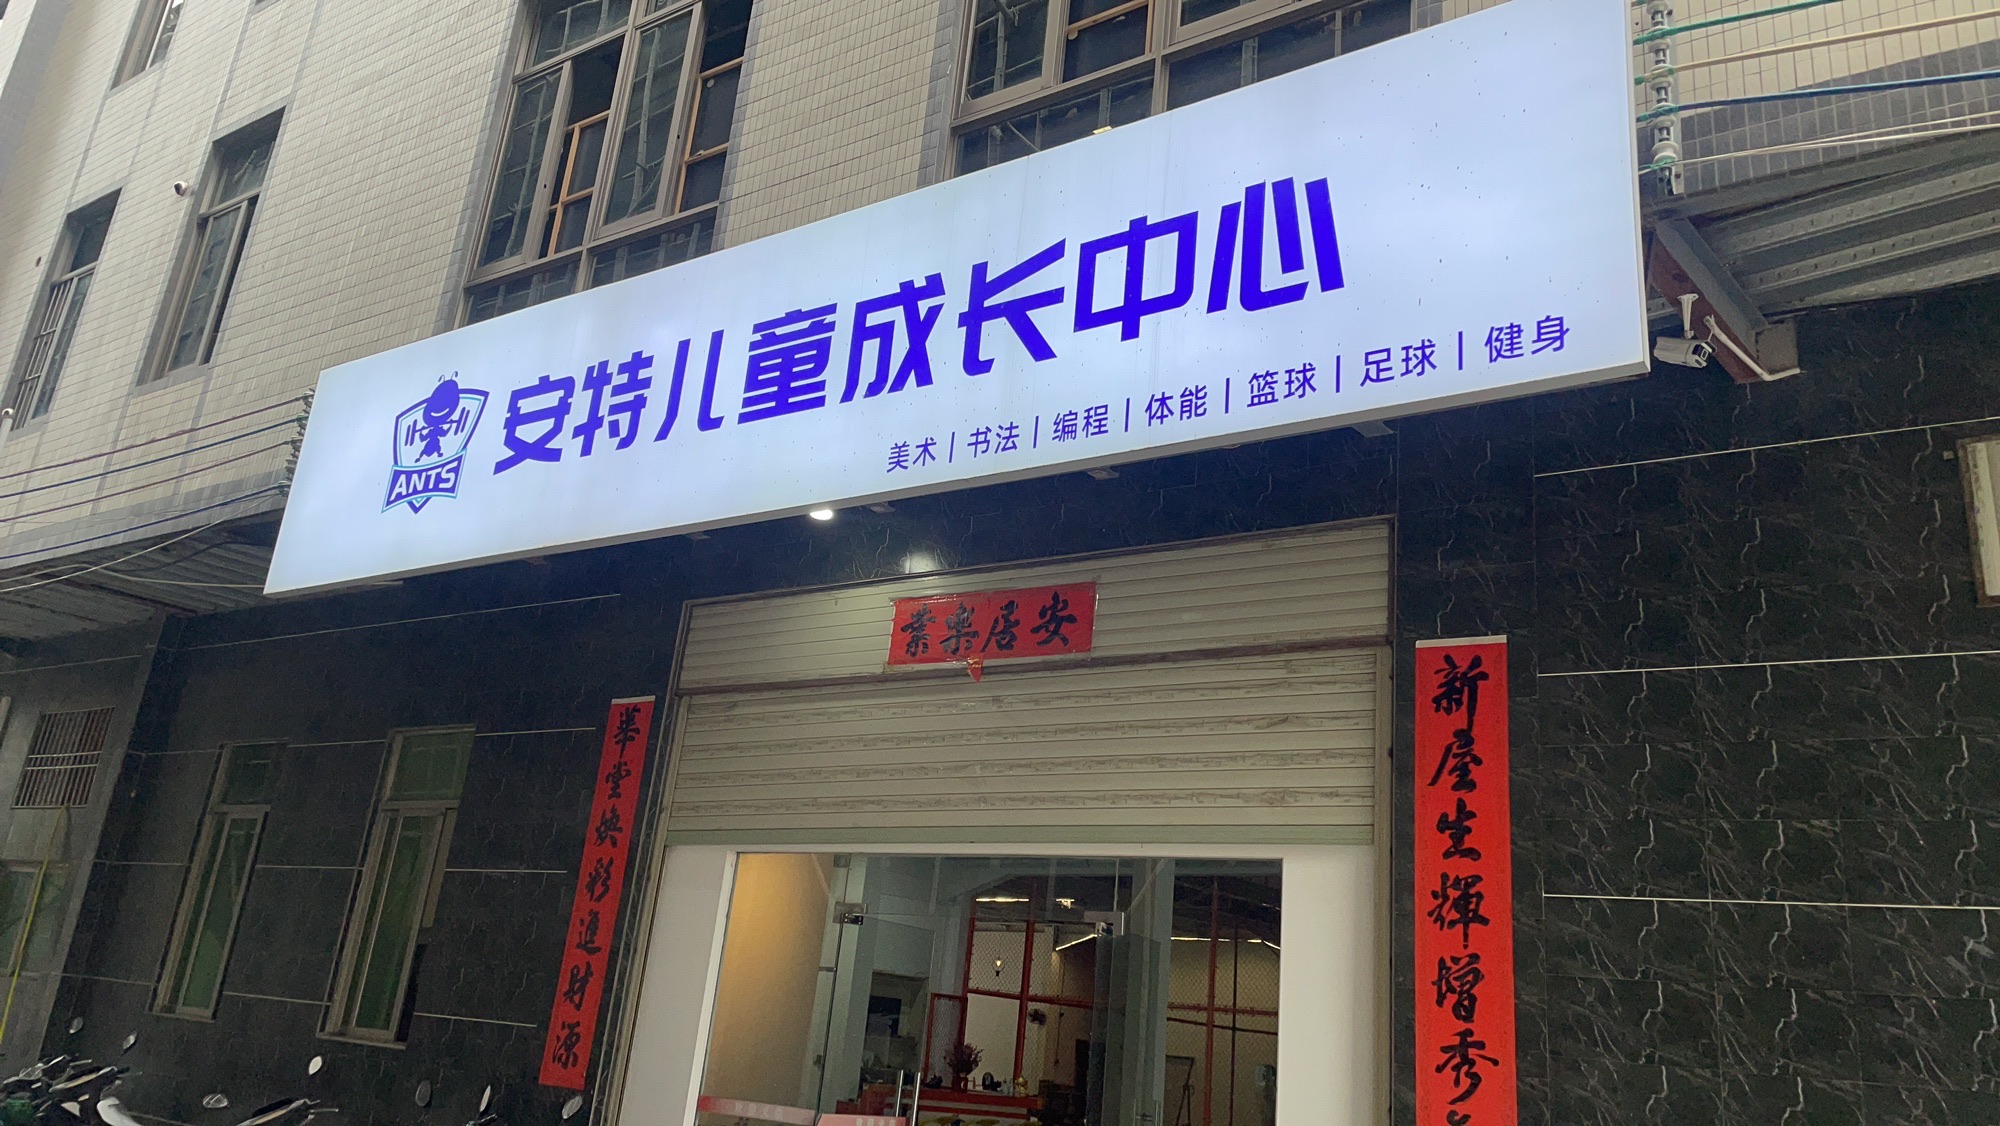 安特儿童成长中心
ANTS
美术 | 书法 | 编程 | 体能 | 篮球 | 足球 | 健身
安居樂業
新屋生輝增秀
華堂焕彩進財源